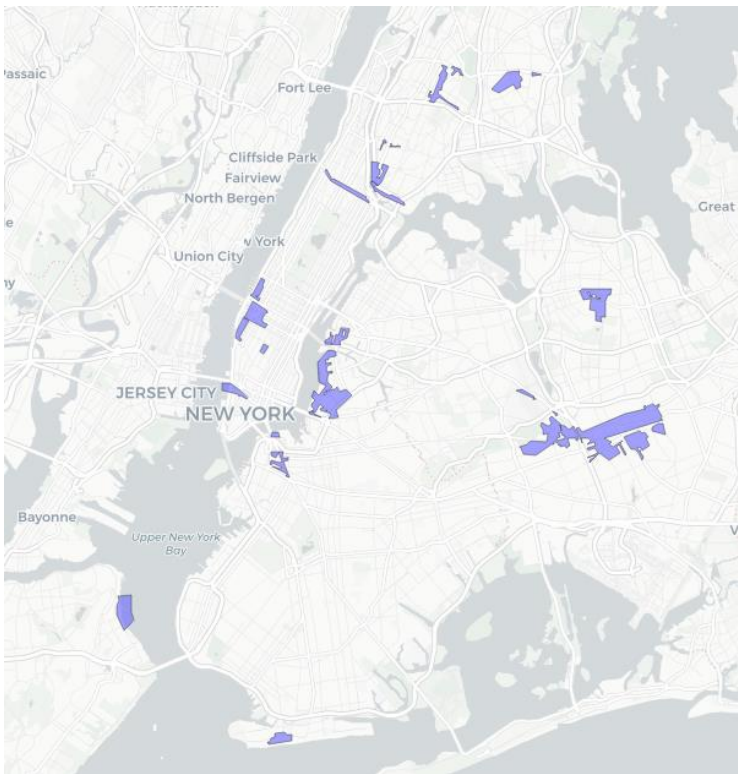 Fort Lee
Cliffside Park
Fairview
North Bergen
Great
w York
Union City
JERSEY CITY
NEW YORK
Bayonne
Upper New York
Bay
V